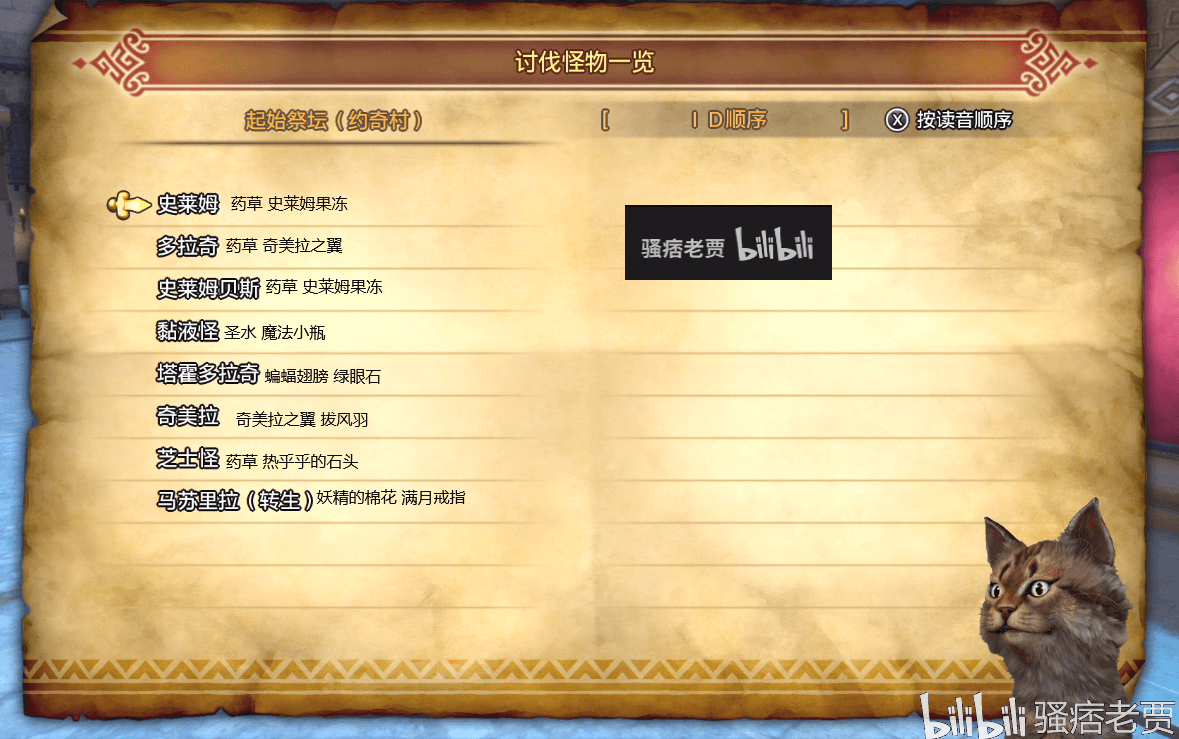 讨伐怪物一览
起始祭坛（约奇村） [ ＩＤ顺序 ] Ⓧ 按读音顺序
史莱姆 药草 史莱姆果冻
多拉奇 药草 奇美拉之翼
史莱姆贝斯 药草 史莱姆果冻
黏液怪 圣水 魔法小瓶
塔霍多拉奇 蝙蝠翅膀 绿眼石
奇美拉 奇美拉之翼 拔风羽
芝士怪 药草 热乎乎的石头
马苏里拉（转生）妖精的棉花 满月戒指
骚痞老贾 bilibili
bilibili 骚痞老贾